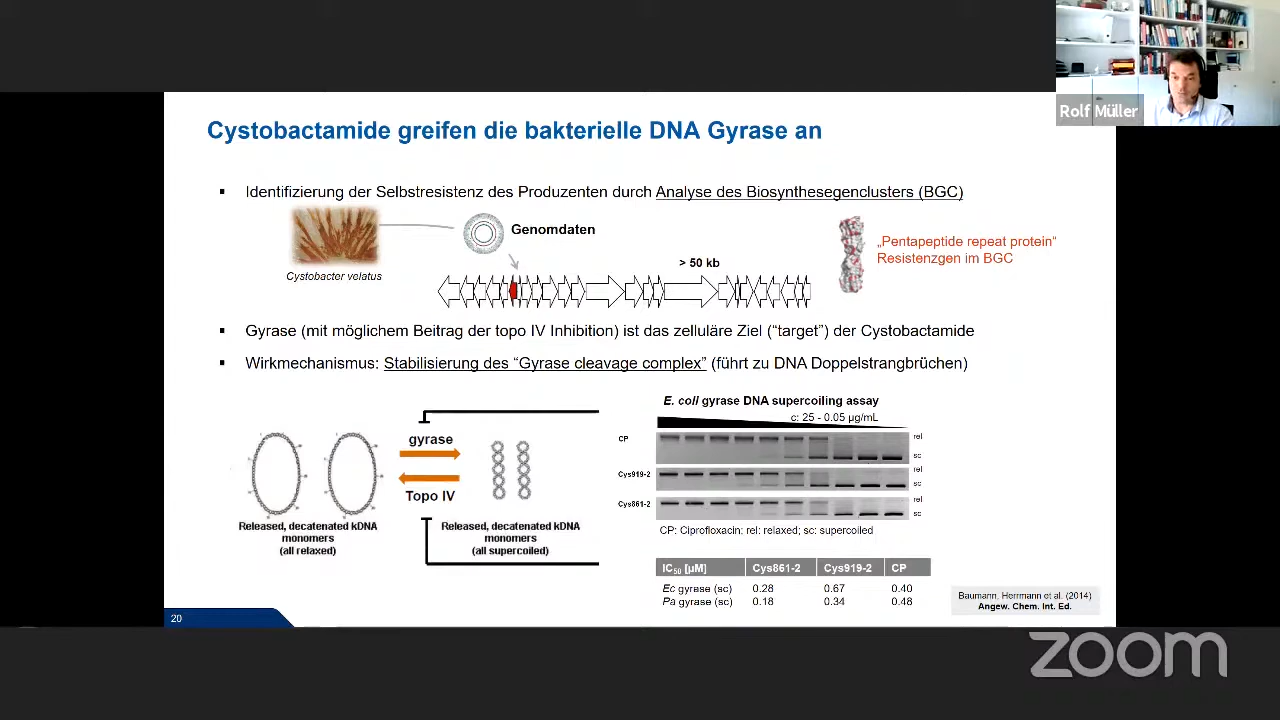 Rolf Müller
Cystobactamide greifen die bakterielle DNA Gyrase an
▪ Identifizierung der Selbstresistenz des Produzenten durch Analyse des Biosynthesegenclusters (BGC)
Genomdaten
> 50 kb
Cystobacter velatus
„Pentapeptide repeat protein“
Resistenzgen im BGC
▪ Gyrase (mit möglichem Beitrag der topo IV Inhibition) ist das zelluläre Ziel (“target”) der Cystobactamide
▪ Wirkmechanismus: Stabilisierung des “Gyrase cleavage complex” (führt zu DNA Doppelstrangbrüchen)
gyrase
Topo IV
Released, decatenated kDNA
monomers
(all relaxed)
Released, decatenated kDNA
monomers
(all supercoiled)
E. coli gyrase DNA supercoiling assay
c: 25 - 0.05 µg/mL
CP
rel
sc
Cys919-2
rel
sc
Cys861-2
rel
sc
CP: Ciprofloxacin; rel: relaxed; sc: supercoiled
IC50 [µM] Cys861-2 Cys919-2 CP
Ec gyrase (sc) 0.28 0.67 0.40
Pa gyrase (sc) 0.18 0.34 0.48
Baumann, Herrmann et al. (2014)
Angew. Chem. Int. Ed.
20
zoom